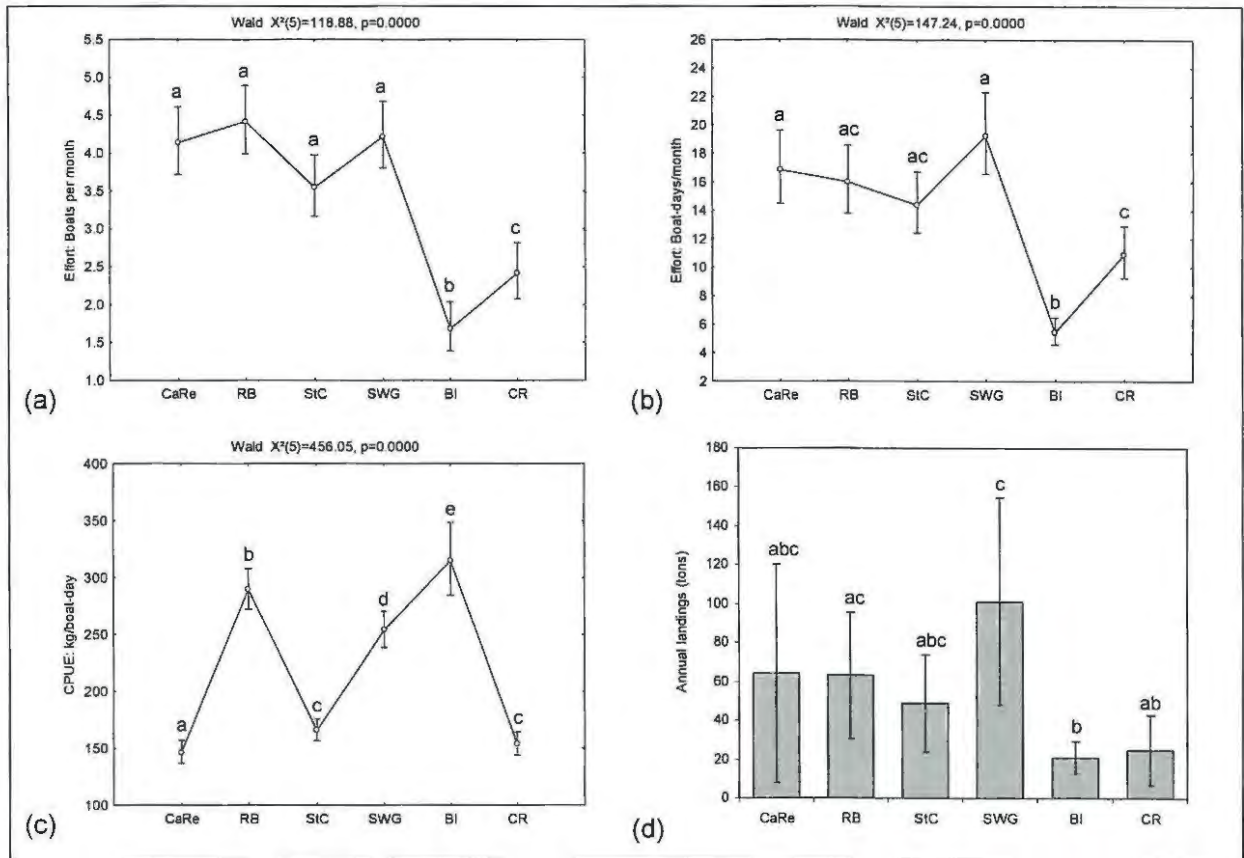 Wald X²(5)=118.88, p=0.0000
5.5
5.0
4.5
4.0
3.5
3.0
2.5
2.0
1.5
1.0
Effort: Boats per month
a
a
a
a
b
c
CaRe RB StC SWG BI CR
(a)
Wald X²(5)=147.24, p=0.0000
26
24
22
20
18
16
14
12
10
8
6
4
2
Effort: Boat-days/month
a
ac
ac
a
b
c
CaRe RB StC SWG BI CR
(b)
Wald X²(5)=456.05, p=0.0000
400
350
300
250
200
150
100
CPUE: kg/boat-day
a
b
c
d
e
c
CaRe RB StC SWG BI CR
(c)
180
160
140
120
100
80
60
40
20
0
Annual landings (tons)
abc
ac
abc
c
b
ab
CaRe RB StC SWG BI CR
(d)